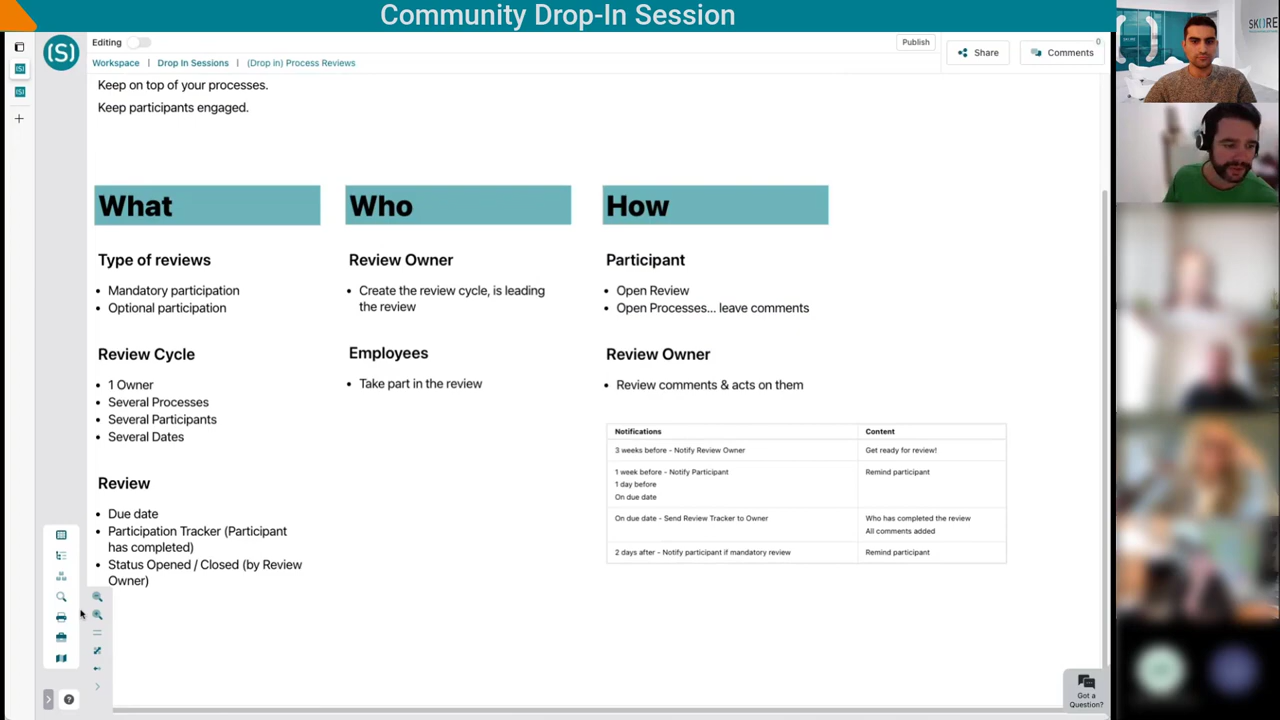 Community Drop-In Session
Editing
Publish
Share
Comments
0
Workspace | Drop In Sessions | (Drop in) Process Reviews
SKORE
Keep on top of your processes.
Keep participants engaged.
What
Type of reviews
• Mandatory participation
• Optional participation
Review Cycle
• 1 Owner
• Several Processes
• Several Participants
• Several Dates
Review
• Due date
• Participation Tracker (Participant
has completed)
• Status Opened / Closed (by Review
Owner)
Who
Review Owner
• Create the review cycle, is leading
the review
Employees
• Take part in the review
How
Participant
• Open Review
• Open Processes... leave comments
Review Owner
• Review comments & acts on them
Notifications Content
3 weeks before - Notify Review Owner Get ready for review!
1 week before - Notify Participant Remind participant
1 day before
On due date
On due date - Send Review Tracker to Owner Who has completed the review
All comments added
2 days after - Notify participant if mandatory review Remind participant
Got a
Question?